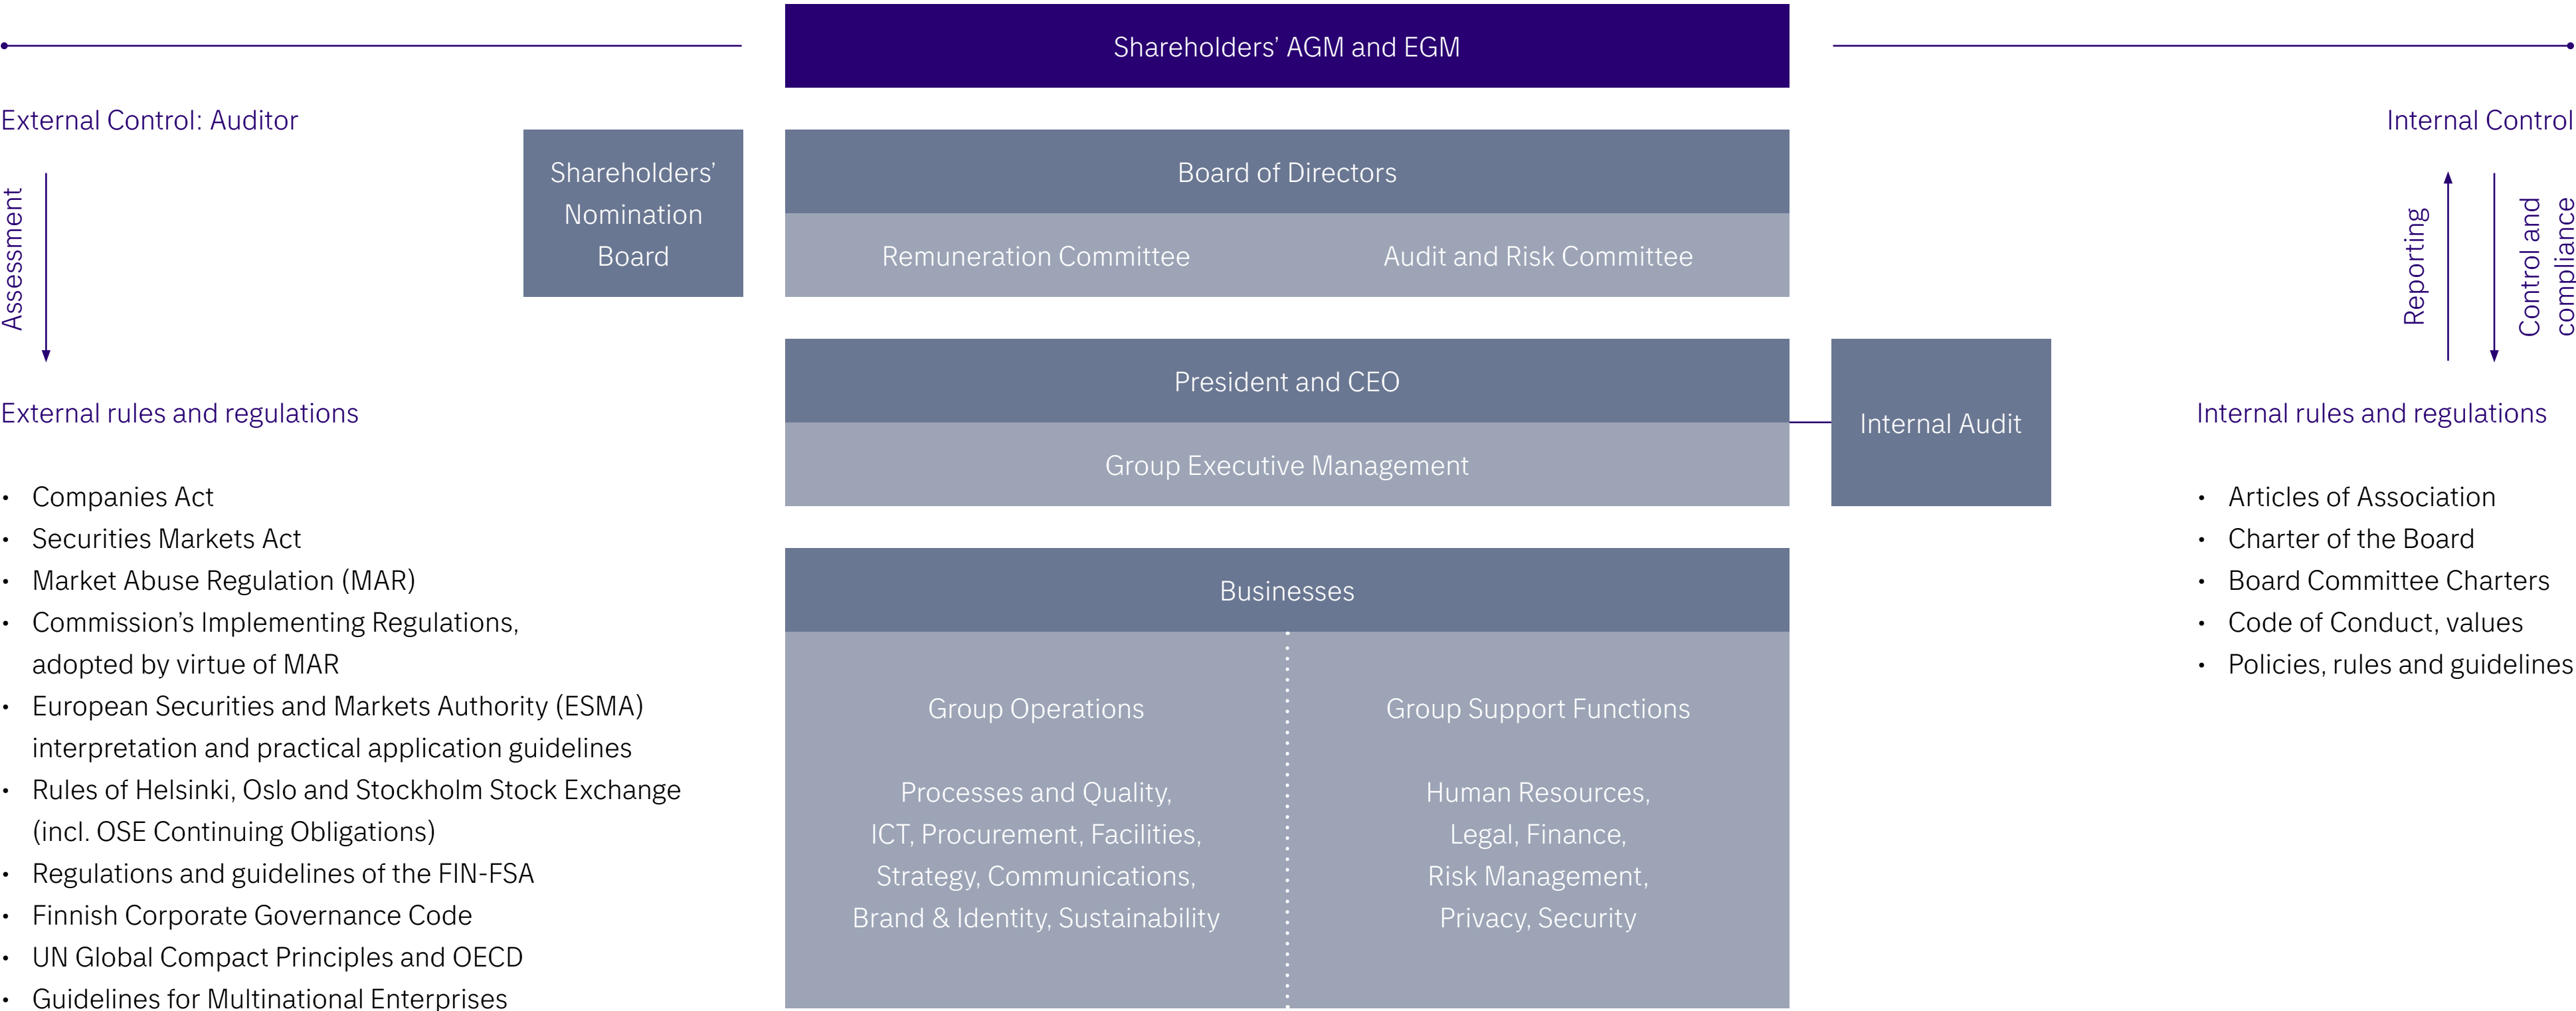 Shareholders’ AGM and EGM
External Control: Auditor
Assessment
External rules and regulations
• Companies Act
• Securities Markets Act
• Market Abuse Regulation (MAR)
• Commission’s Implementing Regulations,
adopted by virtue of MAR
• European Securities and Markets Authority (ESMA)
interpretation and practical application guidelines
• Rules of Helsinki, Oslo and Stockholm Stock Exchange
(incl. OSE Continuing Obligations)
• Regulations and guidelines of the FIN-FSA
• Finnish Corporate Governance Code
• UN Global Compact Principles and OECD
• Guidelines for Multinational Enterprises
Shareholders’
Nomination
Board
Board of Directors
Remuneration Committee
Audit and Risk Committee
President and CEO
Group Executive Management
Internal Audit
Businesses
Group Operations
Processes and Quality,
ICT, Procurement, Facilities,
Strategy, Communications,
Brand & Identity, Sustainability
Group Support Functions
Human Resources,
Legal, Finance,
Risk Management,
Privacy, Security
Internal Control
Reporting
Control and
compliance
Internal rules and regulations
• Articles of Association
• Charter of the Board
• Board Committee Charters
• Code of Conduct, values
• Policies, rules and guidelines